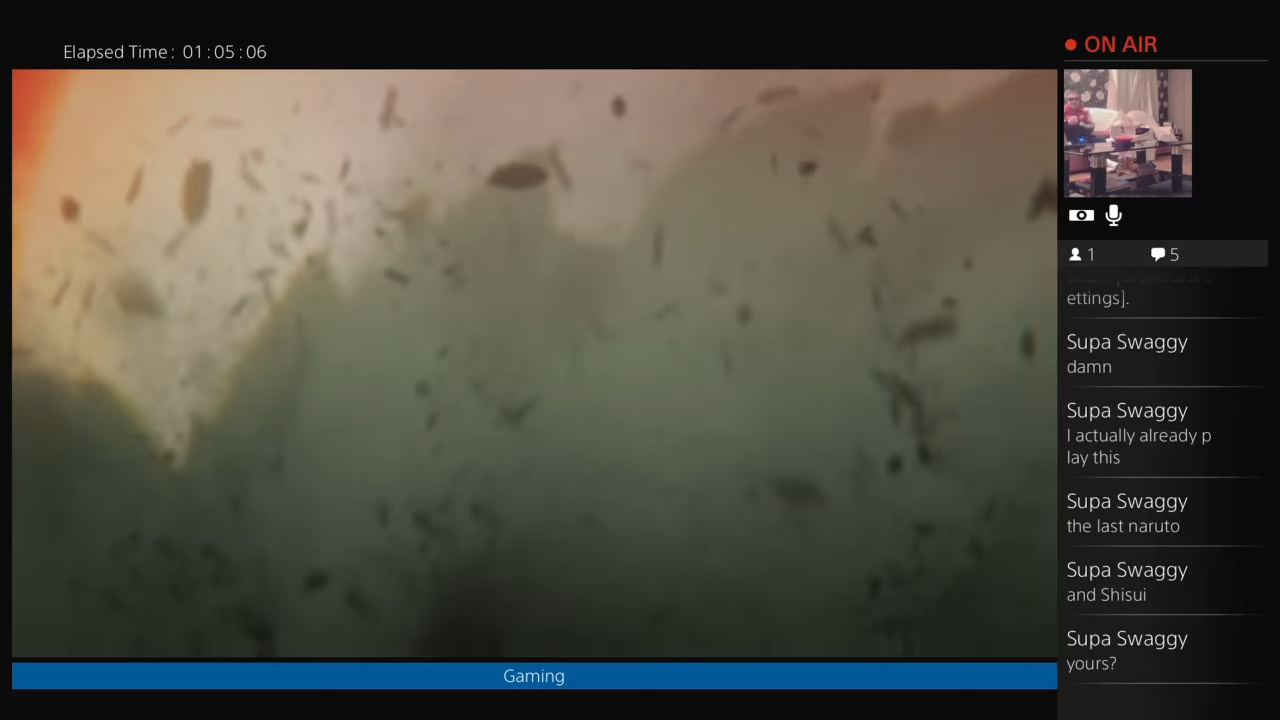 Elapsed Time: 01:05:06
ON AIR
1
5
ettings].
Supa Swaggy
damn
Supa Swaggy
I actually already p
lay this
Supa Swaggy
the last naruto
Supa Swaggy
and Shisui
Supa Swaggy
yours?
Gaming